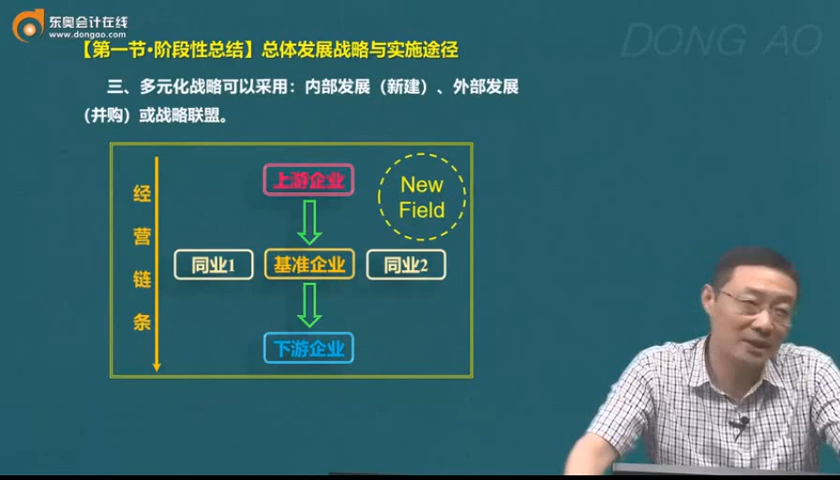 东奥会计在线
www.dongao.com
DONG AO
【第一节·阶段性总结】总体发展战略与实施途径
三、多元化战略可以采用：内部发展（新建）、外部发展
（并购）或战略联盟。
经营链条
上游企业
New
Field
同业1
基准企业
同业2
下游企业